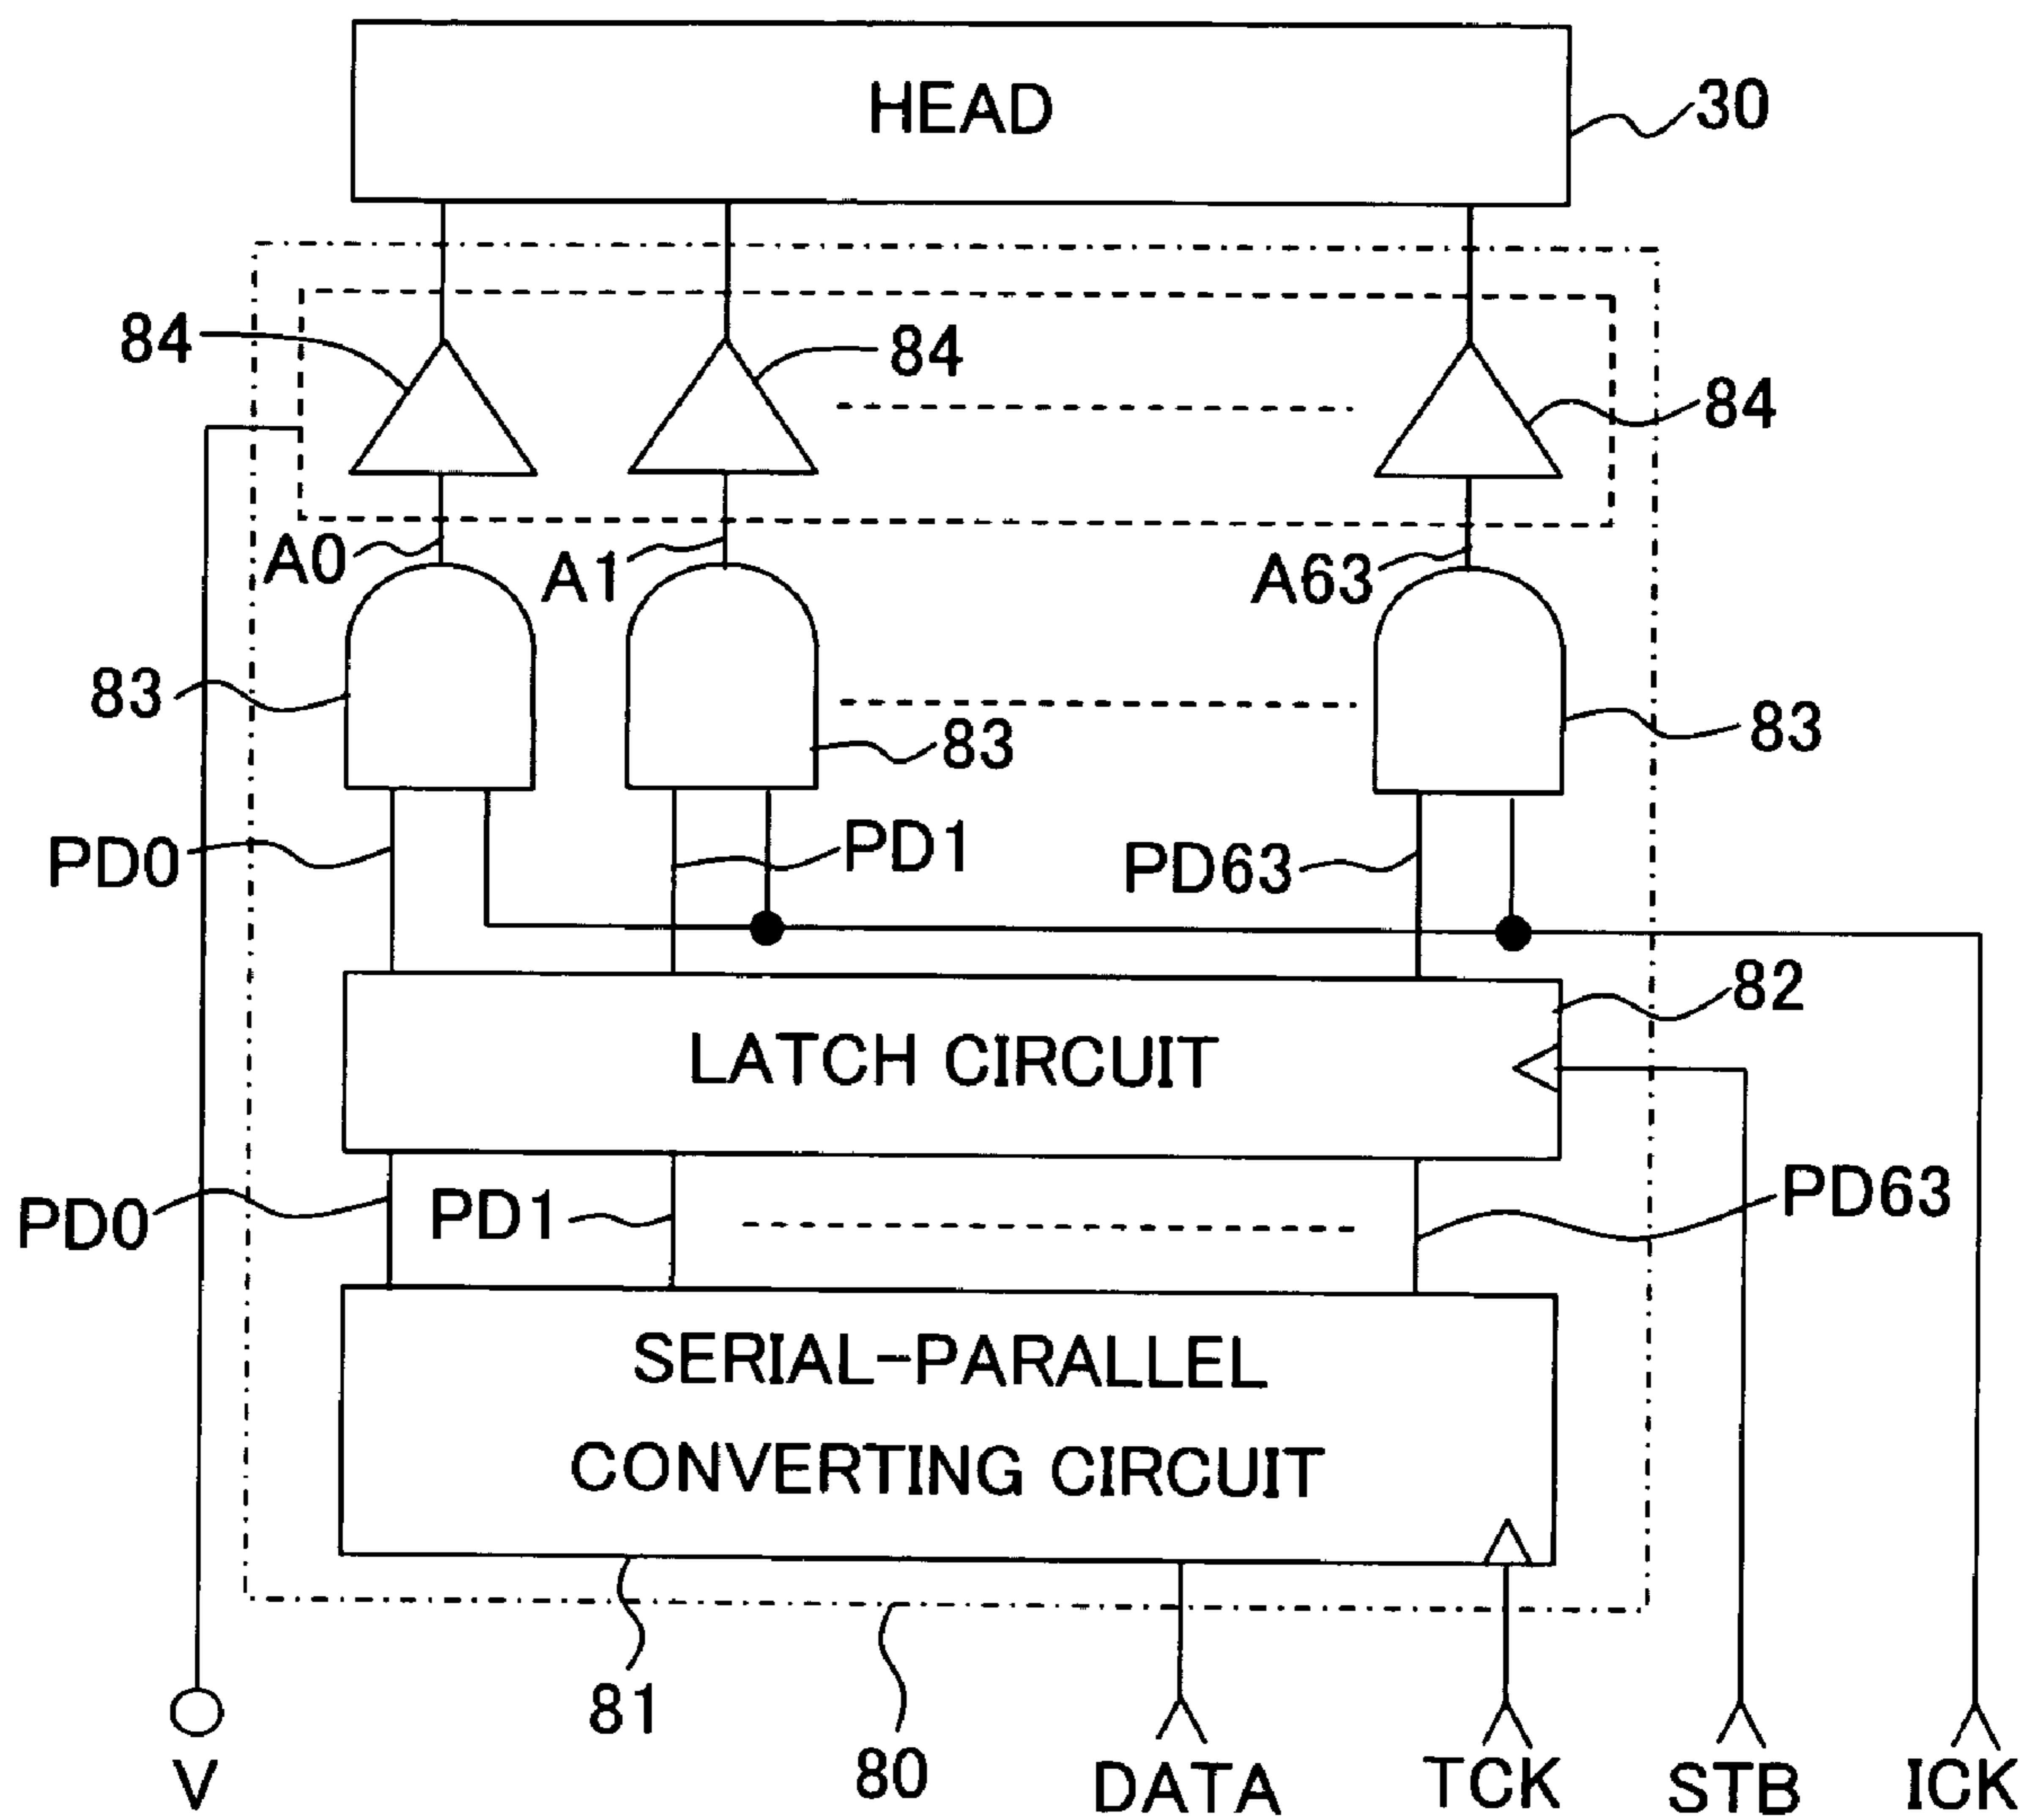 HEAD
30
84
84
84
A0
A1
A63
83
83
83
PD0
PD1
PD63
82
LATCH CIRCUIT
PD0
PD1
PD63
SERIAL-PARALLEL
CONVERTING CIRCUIT
81
80
V
DATA
TCK
STB
ICK